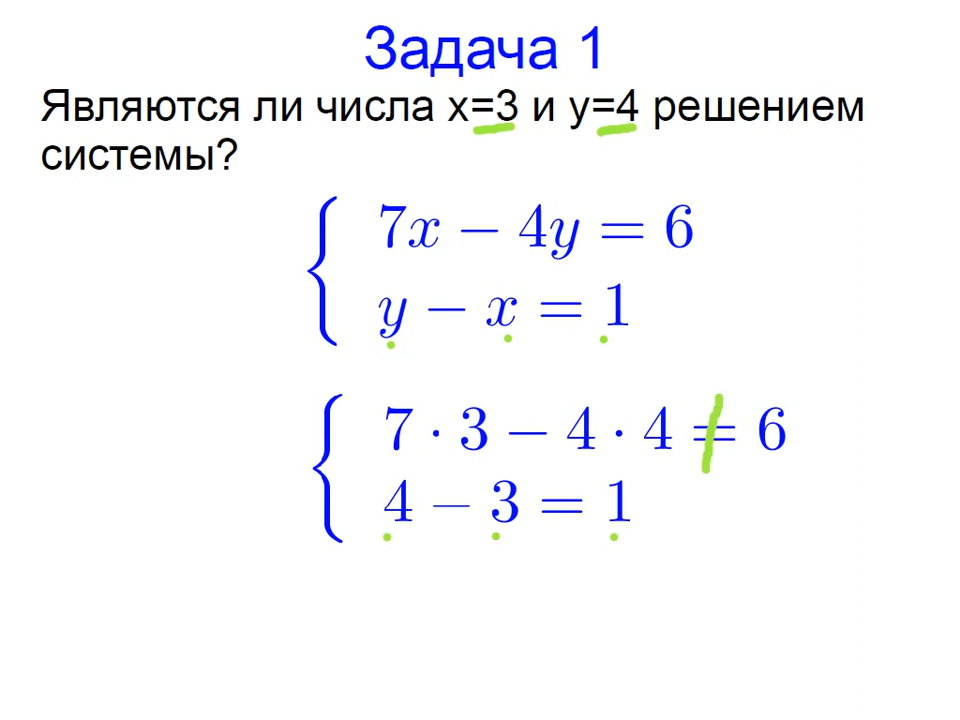 Задача 1
Являются ли числа x=3 и y=4 решением
системы?
7x − 4y = 6
y − x = 1
7 · 3 − 4 · 4 ≠ 6
4 − 3 = 1